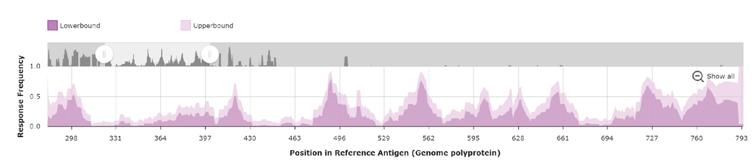 Lowerbound Upperbound
Show all
Response Frequency
1.0
0.5
0.0
298 331 364 397 430 463 496 529 562 595 628 661 694 727 760 793
Position in Reference Antigen (Genome polyprotein)